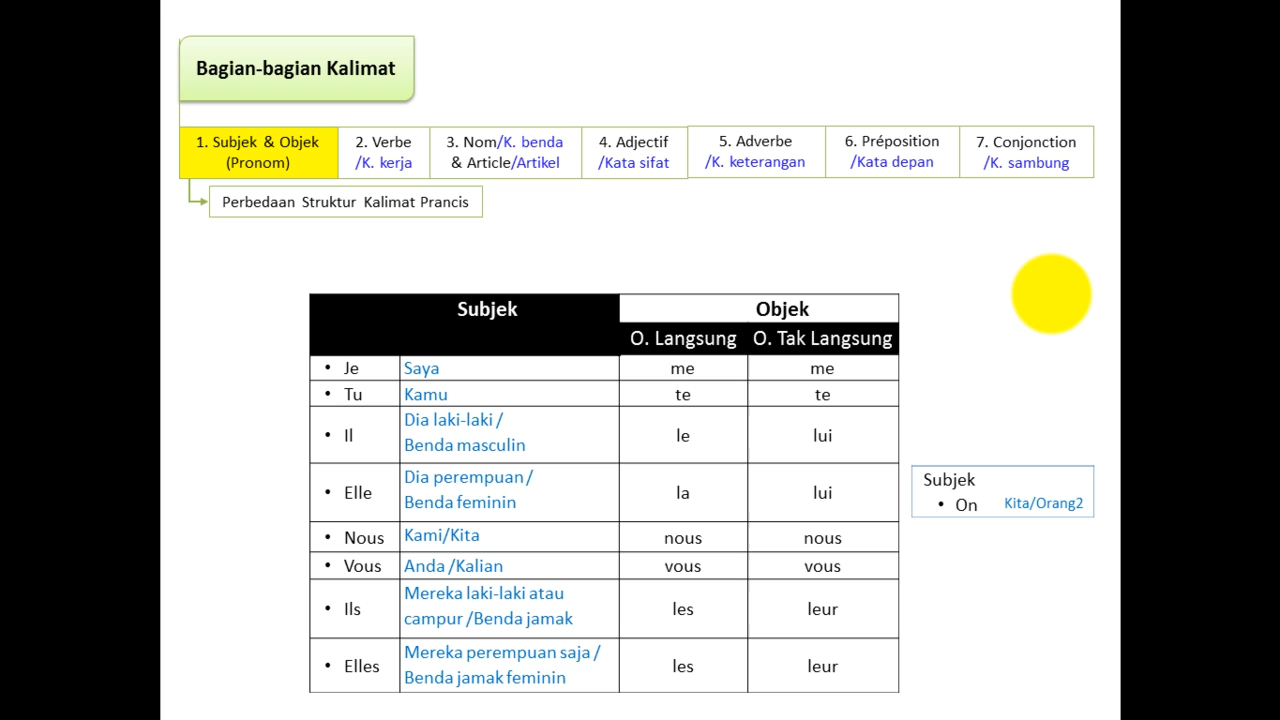 Bagian-bagian Kalimat
1. Subjek & Objek
(Pronom)
2. Verbe
/K. kerja
3. Nom/K. benda
& Article/Artikel
4. Adjectif
/Kata sifat
5. Adverbe
/K. keterangan
6. Préposition
/Kata depan
7. Conjonction
/K. sambung
Perbedaan Struktur Kalimat Prancis
Subjek Objek
O. Langsung O. Tak Langsung
• Je Saya me me
• Tu Kamu te te
• Il Dia laki-laki / le lui
Benda masculin
• Elle Dia perempuan / la lui
Benda feminin
• Nous Kami/Kita nous nous
• Vous Anda /Kalian vous vous
• Ils Mereka laki-laki atau les leur
campur /Benda jamak
• Elles Mereka perempuan saja / les leur
Benda jamak feminin
Subjek
• On Kita/Orang2